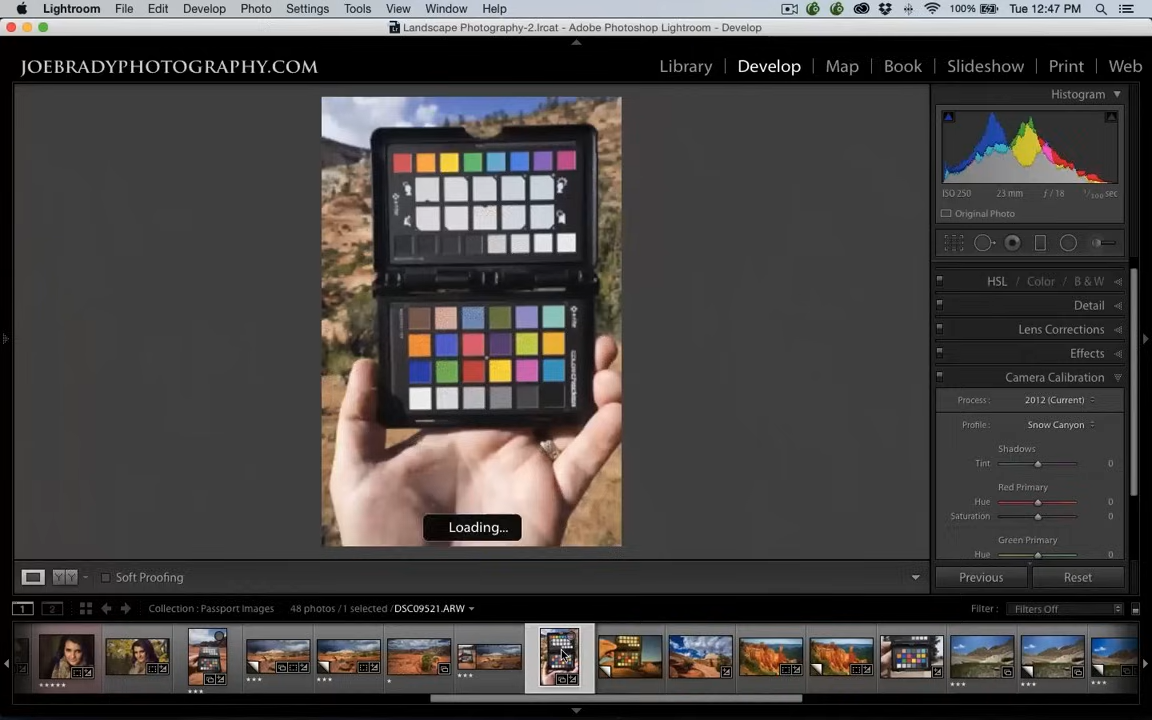 Lightroom File Edit Develop Photo Settings Tools View Window Help 100% Tue 12:47 PM
Landscape Photography-2.lrcat - Adobe Photoshop Lightroom - Develop
JOEBRADYPHOTOGRAPHY.COM Library Develop Map Book Slideshow Print Web
Histogram
ISO 250 23 mm f / 18 1/100 sec
Original Photo
HSL / Color / B & W
Detail
Lens Corrections
Effects
Camera Calibration
Process: 2012 (Current)
Profile: Snow Canyon
Shadows
Tint 0
Red Primary
Hue 0
Saturation 0
Green Primary
Hue 0
Loading...
Soft Proofing Previous Reset
1 2 Collection : Passport Images 48 photos / 1 selected / DSC09521.ARW Filter : Filters Off